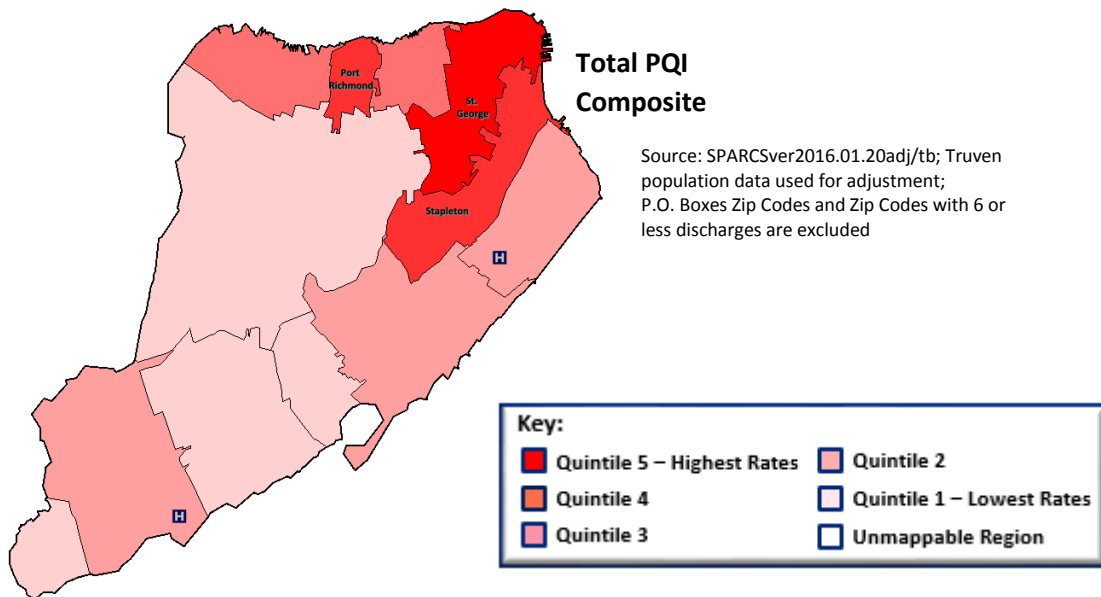 Total PQI
Composite
Port
Richmond
St.
George
Stapleton
H
H
Source: SPARCSver2016.01.20adj/tb; Truven
population data used for adjustment;
P.O. Boxes Zip Codes and Zip Codes with 6 or
less discharges are excluded
Key:
Quintile 5 – Highest Rates
Quintile 4
Quintile 3
Quintile 2
Quintile 1 – Lowest Rates
Unmappable Region